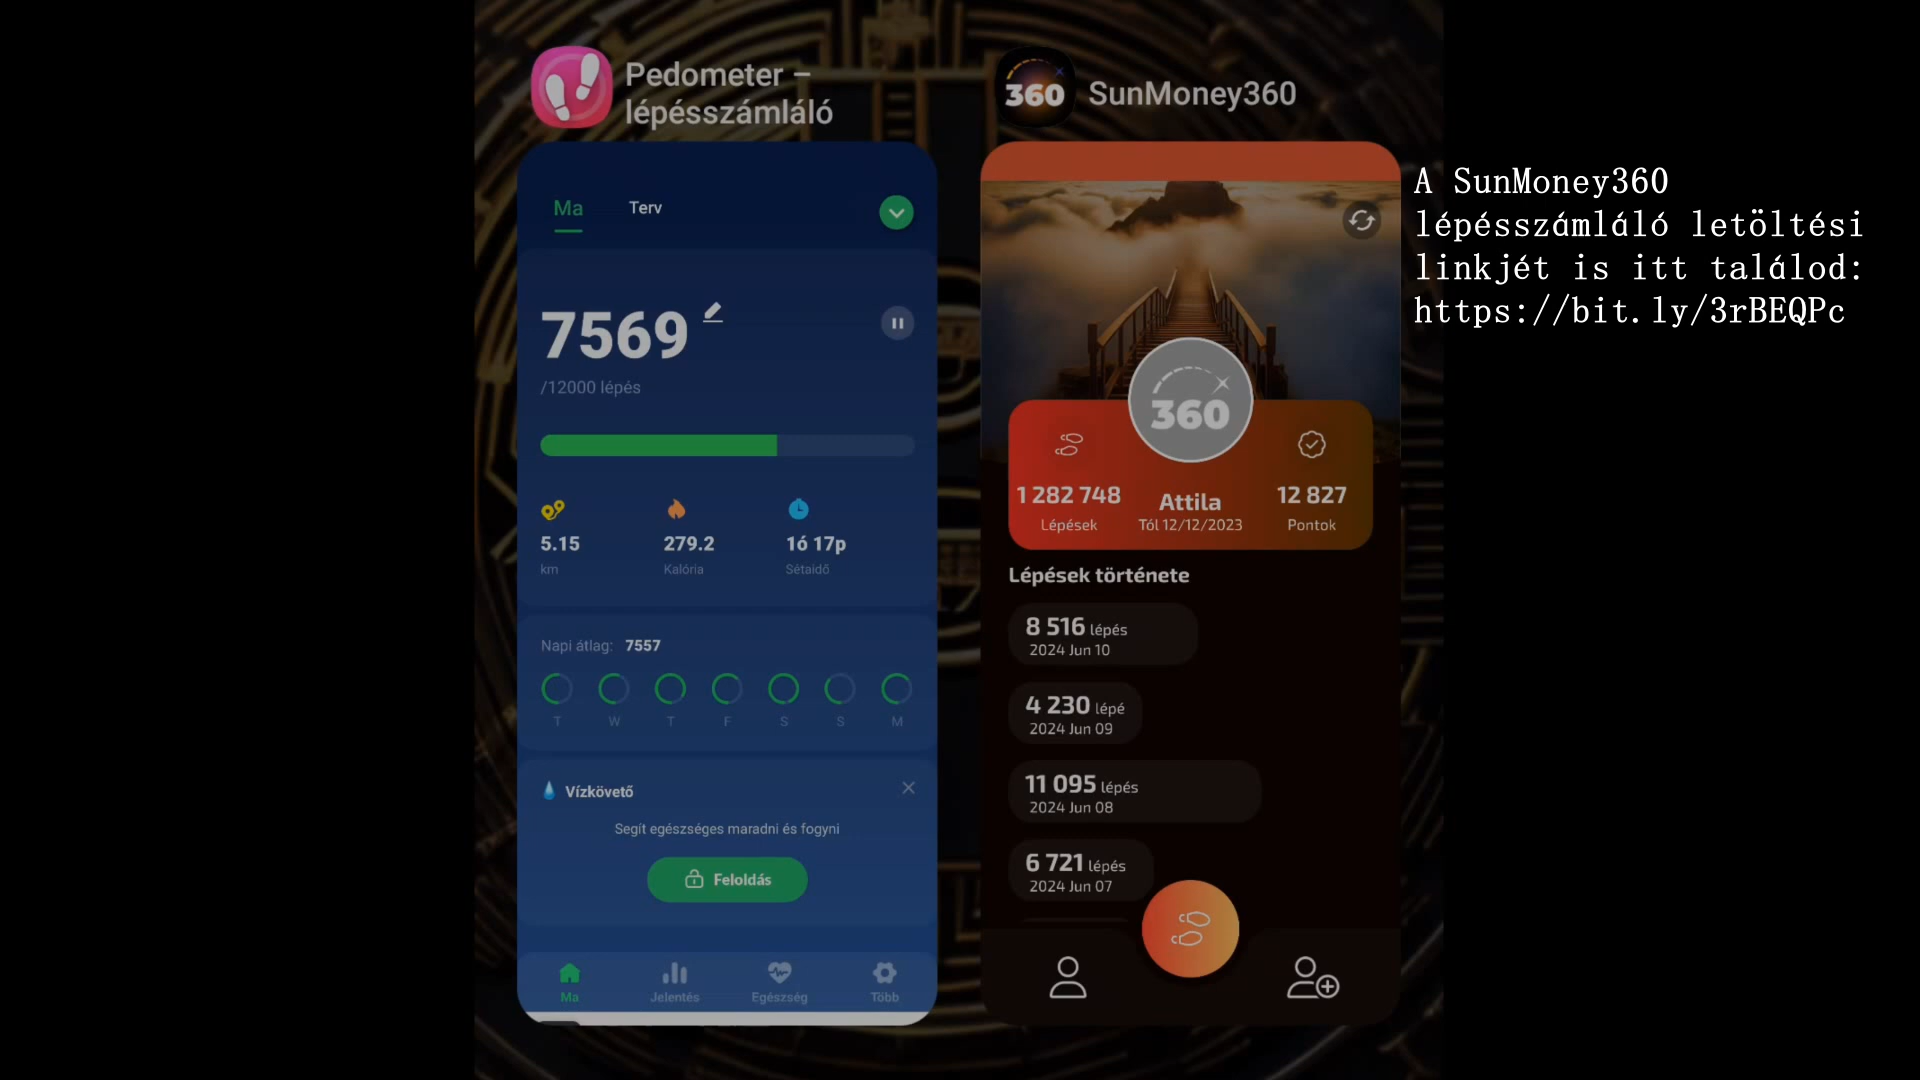 Pedometer –
lépésszámláló
Ma
Terv
7569
/12000 lépés
5.15
279.2
1ó 17p
km
Kalória
Sétaidő
Napi átlag: 7557
T W T F S S M
Vízkövető
Segít egészséges maradni és fogyni
Feloldás
Ma
Jelentés
Egészség
Több
360
SunMoney360
360
1 282 748
Attila
12 827
Lépések
Tól 12/12/2023
Pontok
Lépések története
8 516 lépés
2024 Jun 10
4 230 lépé
2024 Jun 09
11 095 lépés
2024 Jun 08
6 721 lépés
2024 Jun 07
A SunMoney360
lépésszámláló letöltési
linkjét is itt találod:
https://bit.ly/3rBEQPc